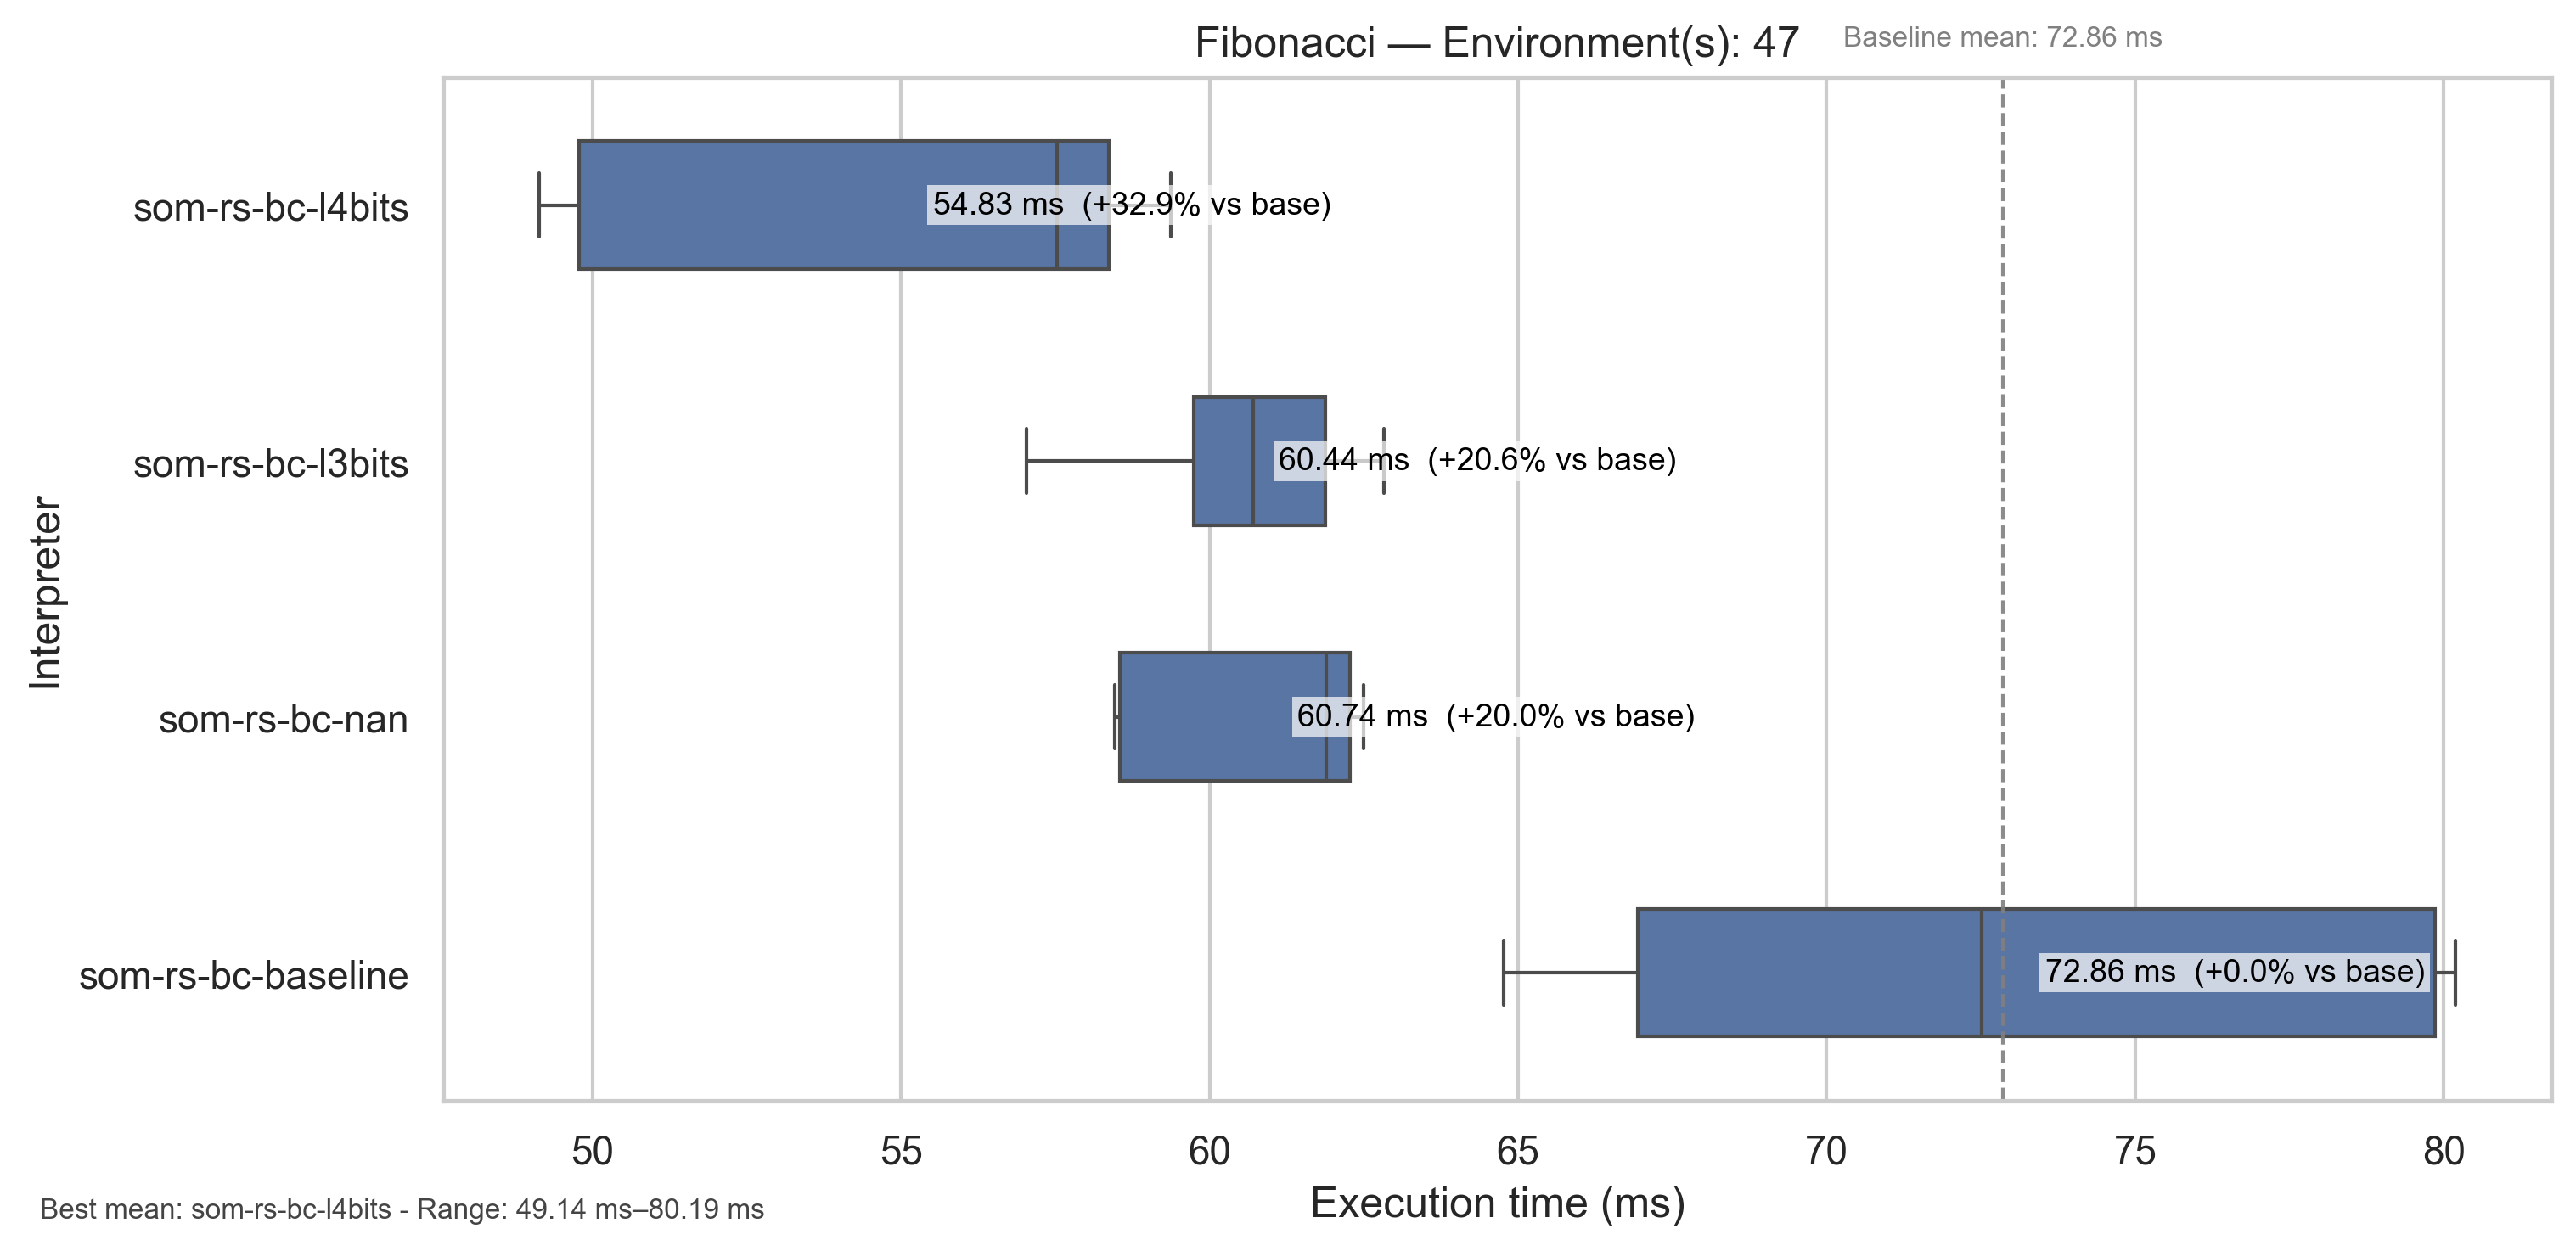 Fibonacci — Environment(s): 47
Baseline mean: 72.86 ms
Interpreter
som-rs-bc-l4bits
54.83 ms (+32.9% vs base)
som-rs-bc-l3bits
60.44 ms (+20.6% vs base)
som-rs-bc-nan
60.74 ms (+20.0% vs base)
som-rs-bc-baseline
72.86 ms (+0.0% vs base)
50 55 60 65 70 75 80
Execution time (ms)
Best mean: som-rs-bc-l4bits - Range: 49.14 ms–80.19 ms